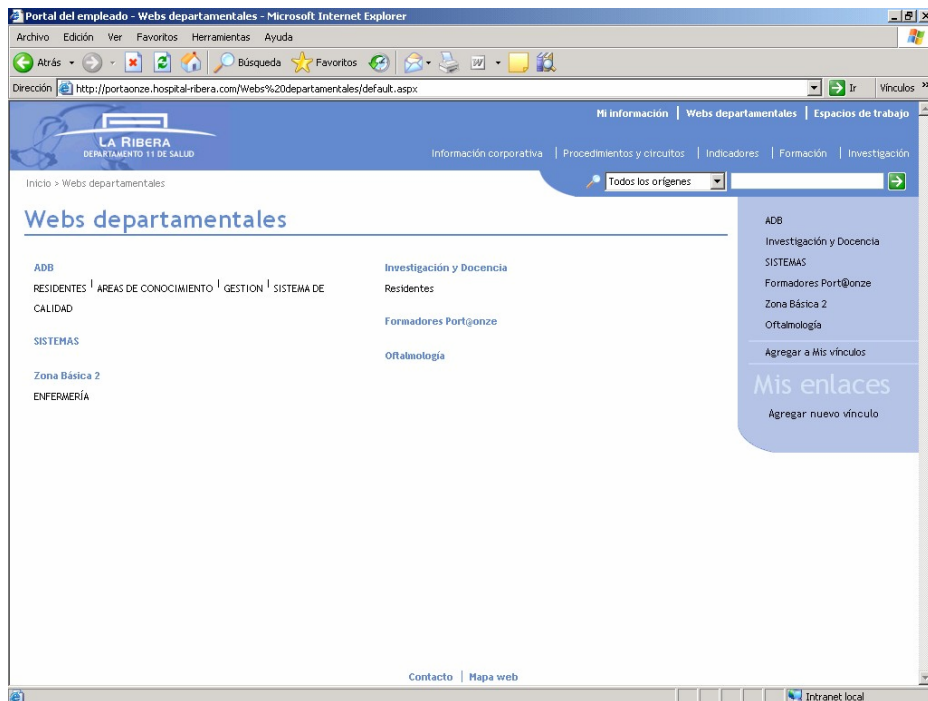 Portal del empleado - Webs departamentales - Microsoft Internet Explorer
Archivo Edición Ver Favoritos Herramientas Ayuda
Atrás Búsqueda Favoritos
Dirección http://portaonze.hospital-ribera.com/Webs%20departamentales/default.aspx Ir Vínculos »
Mi información | Webs departamentales | Espacios de trabajo
LA RIBERA
DEPARTAMENTO 11 DE SALUD
Información corporativa | Procedimientos y circuitos | Indicadores | Formación | Investigación
Inicio > Webs departamentales
Todos los orígenes
Webs departamentales
ADB
RESIDENTES | AREAS DE CONOCIMIENTO | GESTION | SISTEMA DE
CALIDAD
SISTEMAS
Zona Básica 2
ENFERMERÍA
Investigación y Docencia
Residentes
Formadores Port@onze
Oftalmología
ADB
Investigación y Docencia
SISTEMAS
Formadores Port@onze
Zona Básica 2
Oftalmología
Agregar a Mis vínculos
Mis enlaces
Agregar nuevo vínculo
Contacto | Mapa web
Intranet local